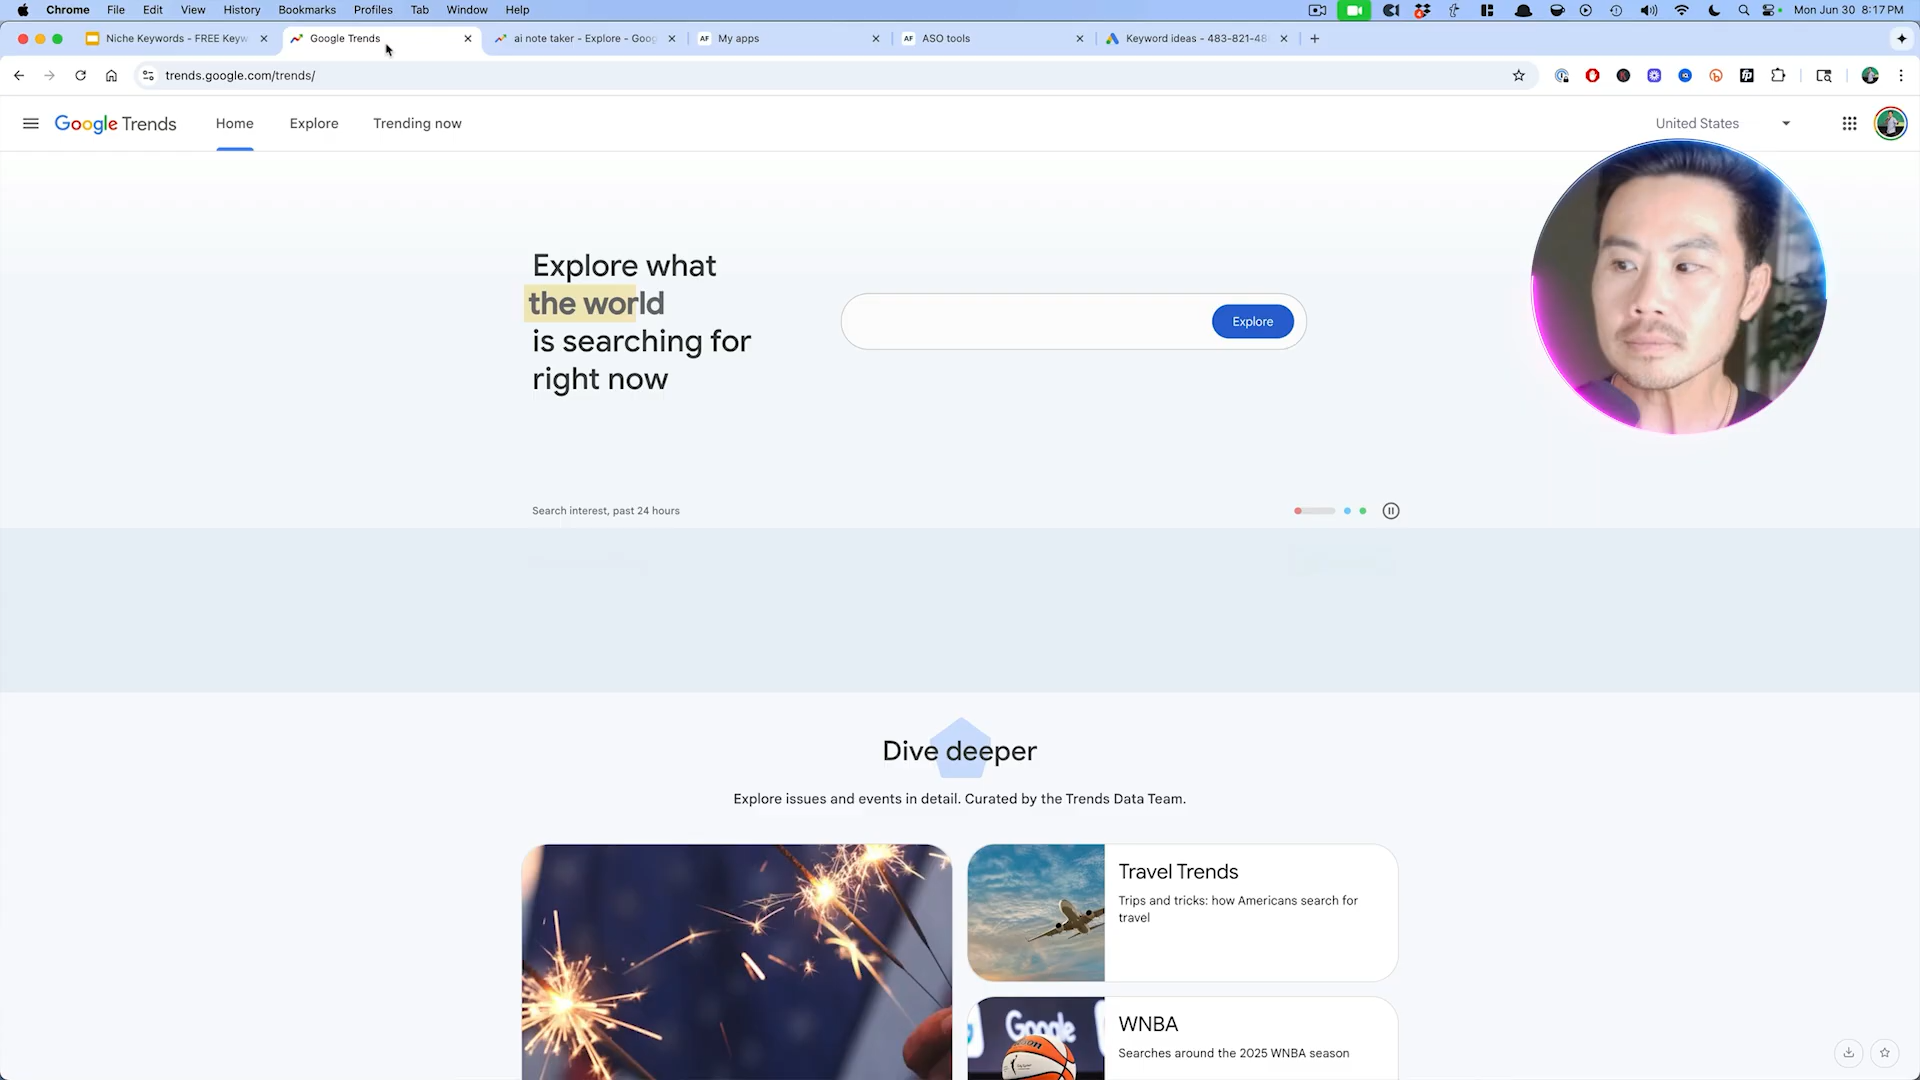 Chrome File Edit View History Bookmarks Profiles Tab Window Help Mon Jun 30 8:17 PM
Niche Keywords - FREE Keyw Google Trends ai note taker - Explore - Goog AF My apps AF ASO tools Keyword ideas - 483-821-48
trends.google.com/trends/
Google Trends Home Explore Trending now United States
Explore what
the world
is searching for
right now
Explore
Search interest, past 24 hours
Dive deeper
Explore issues and events in detail. Curated by the Trends Data Team.
Travel Trends
Trips and tricks: how Americans search for
travel
Google
WNBA
Searches around the 2025 WNBA season